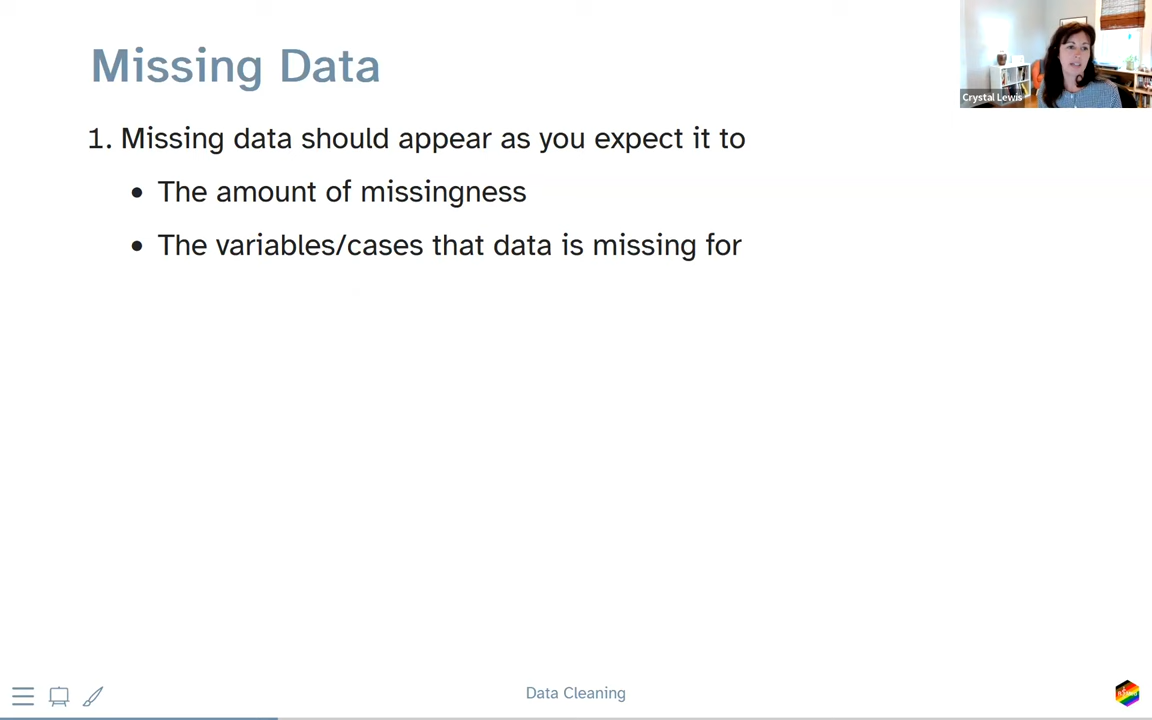 Missing Data
Crystal Lewis
1. Missing data should appear as you expect it to
• The amount of missingness
• The variables/cases that data is missing for
Data Cleaning